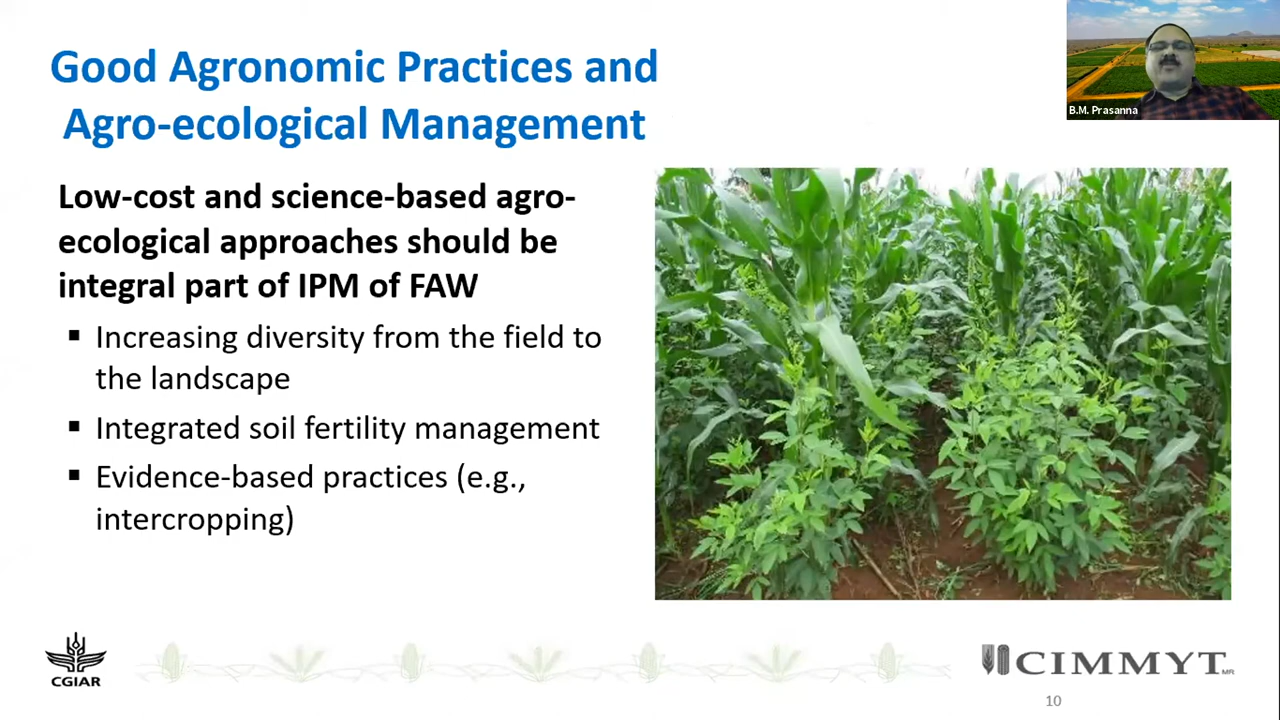 Good Agronomic Practices and
Agro-ecological Management
B.M. Prasanna
Low-cost and science-based agro-
ecological approaches should be
integral part of IPM of FAW
▪ Increasing diversity from the field to
the landscape
▪ Integrated soil fertility management
▪ Evidence-based practices (e.g.,
intercropping)
CGIAR
CIMMYT
10